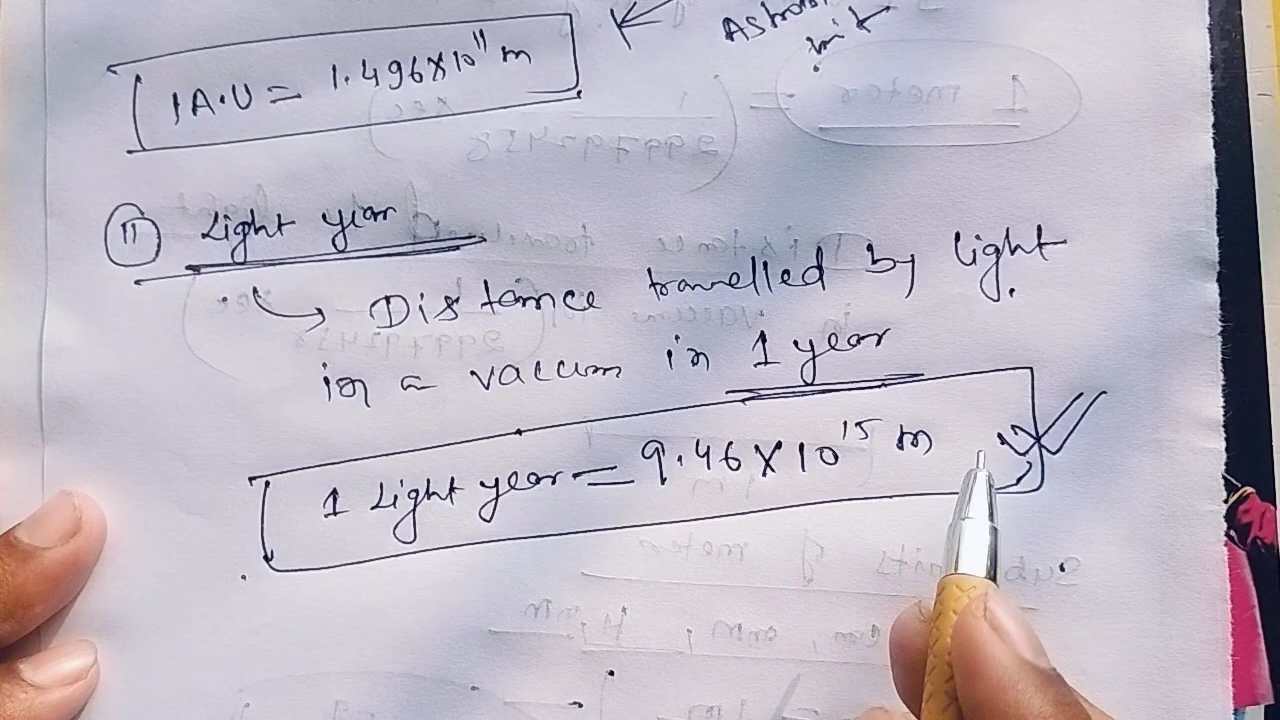 1 A.U = 1.496×10¹¹ m
II Light year
↳ Distance travelled by light
in a vaccum in 1 year
1 Light year = 9.46×10¹⁵ m